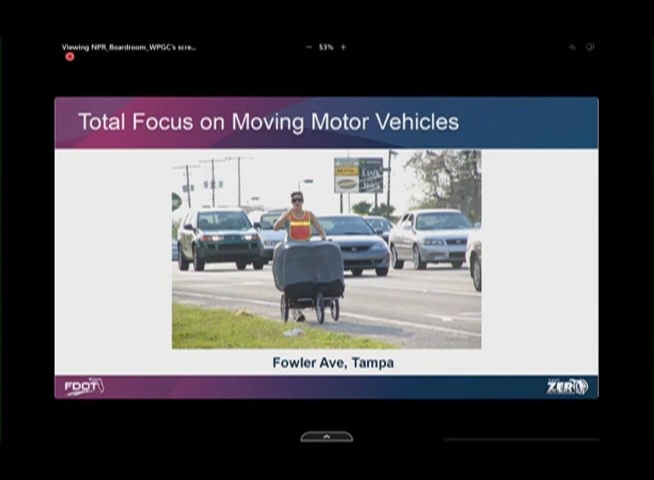 Viewing NPR_Boardroom_WPGC's scre...
53%
Total Focus on Moving Motor Vehicles
Fowler Ave, Tampa
FDOT
ZERO